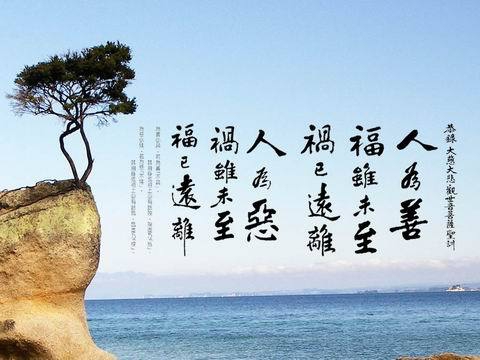 恭錄 大慈大悲 觀世音菩薩聖訓
人為善
福雖未至
禍已遠離
人為惡
禍雖未至
福已遠離